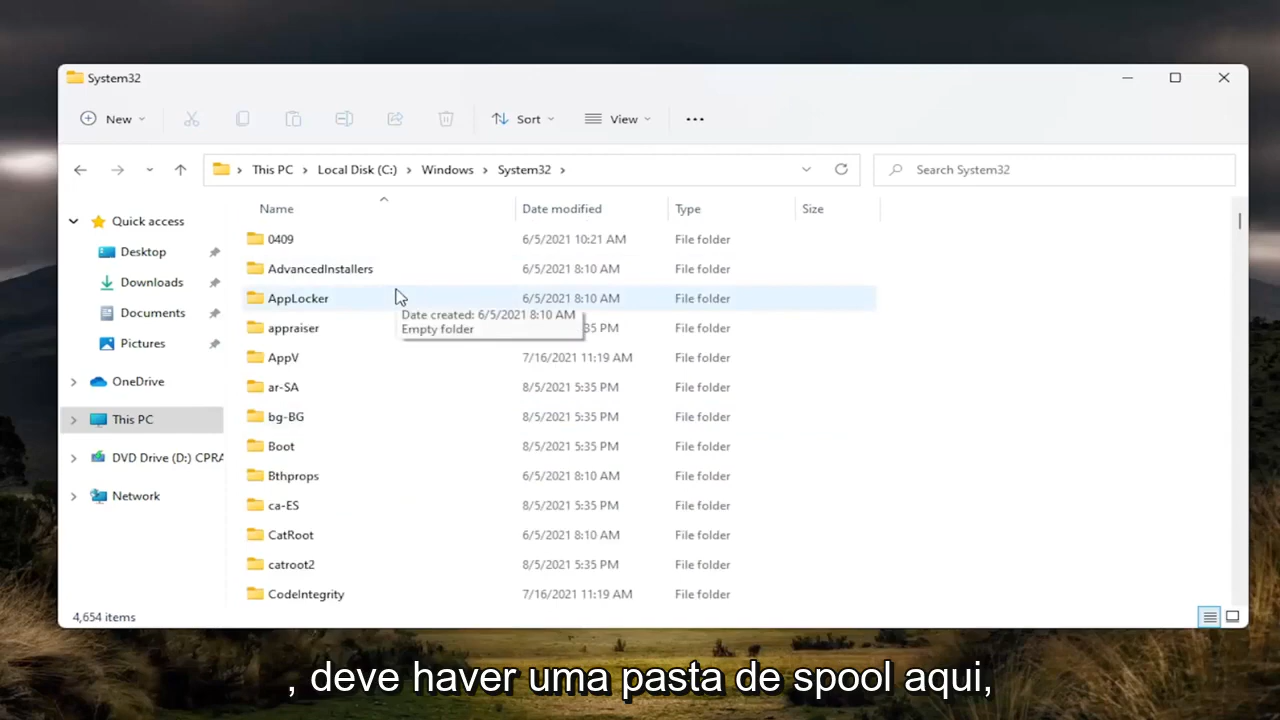 System32
New
Sort
View
This PC
Local Disk (C:)
Windows
System32
Search System32
Name
Date modified
Type
Size
Quick access
Desktop
Downloads
Documents
Pictures
OneDrive
This PC
DVD Drive (D:) CPRA
Network
0409 6/5/2021 10:21 AM File folder
AdvancedInstallers 6/5/2021 8:10 AM File folder
AppLocker 6/5/2021 8:10 AM File folder
Date created: 6/5/2021 8:10 AM
Empty folder
appraiser :35 PM File folder
AppV 7/16/2021 11:19 AM File folder
ar-SA 8/5/2021 5:35 PM File folder
bg-BG 8/5/2021 5:35 PM File folder
Boot 8/5/2021 5:35 PM File folder
Bthprops 6/5/2021 8:10 AM File folder
ca-ES 8/5/2021 5:35 PM File folder
CatRoot 6/5/2021 8:10 AM File folder
catroot2 8/5/2021 5:35 PM File folder
CodeIntegrity 7/16/2021 11:19 AM File folder
4,654 items
, deve haver uma pasta de spool aqui,